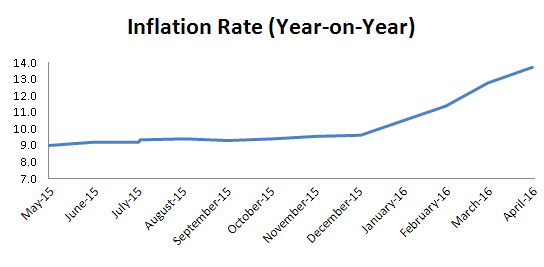 Inflation Rate (Year-on-Year)
14.0
13.0
12.0
11.0
10.0
9.0
8.0
7.0
May-15
June-15
July-15
August-15
September-15
October-15
November-15
December-15
January-16
February-16
March-16
April-16